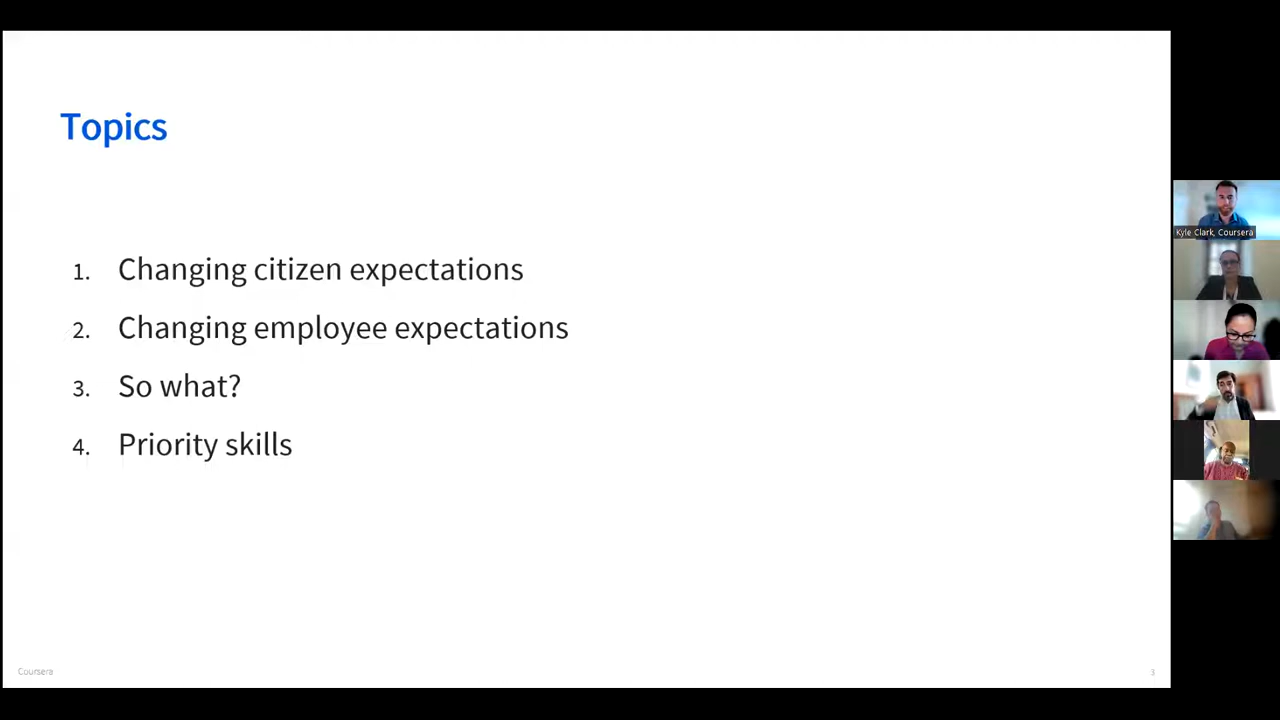 Topics
1. Changing citizen expectations
2. Changing employee expectations
3. So what?
4. Priority skills
Kyle Clark, Coursera
Coursera
3